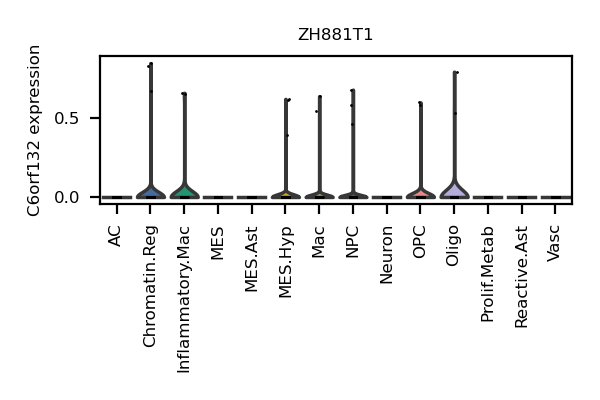 ZH881T1
C6orf132 expression
0.5
0.0
AC
Chromatin.Reg
Inflammatory.Mac
MES
MES.Ast
MES.Hyp
Mac
NPC
Neuron
OPC
Oligo
Prolif.Metab
Reactive.Ast
Vasc